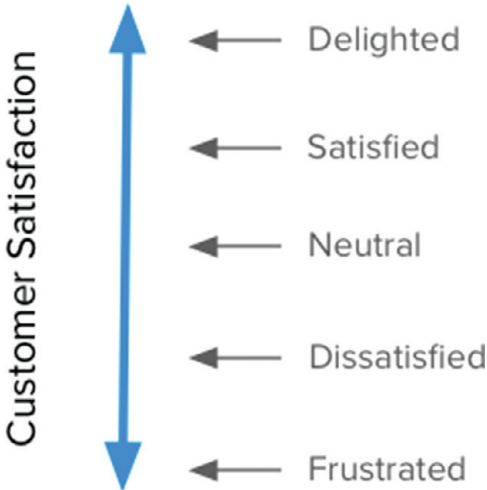 Customer Satisfaction
Delighted
Satisfied
Neutral
Dissatisfied
Frustrated